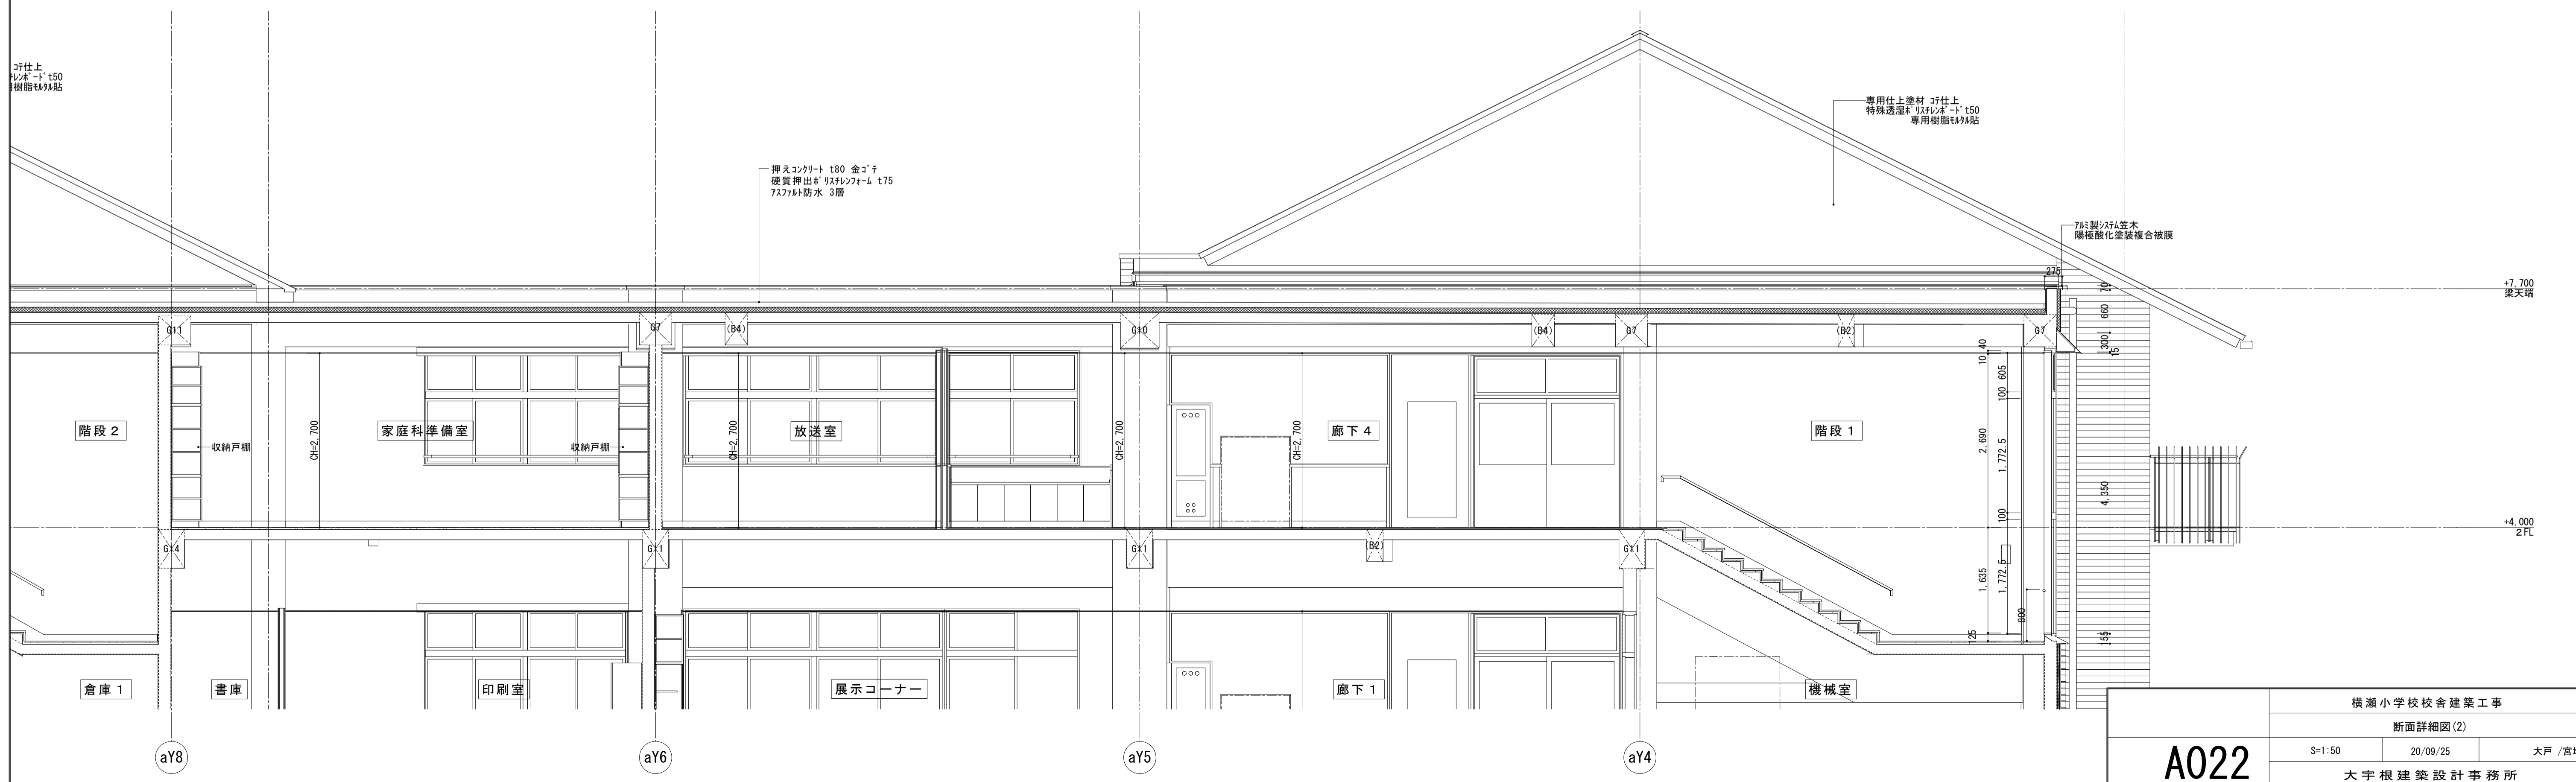 ｺﾃ仕上
ﾁﾚﾝﾎﾞｰﾄﾞt50
樹脂ﾓﾙﾀﾙ貼
押えｺﾝｸﾘｰﾄ t80 金ｺﾞﾃ
硬質押出ﾎﾟﾘｽﾁﾚﾝﾌｫｰﾑ t75
ｱｽﾌｧﾙﾄ防水 3層
専用仕上塗材 ｺﾃ仕上
特殊透湿ﾎﾟﾘｽﾁﾚﾝﾎﾞｰﾄﾞt50
専用樹脂ﾓﾙﾀﾙ貼
ｱﾙﾐ製ｼｽﾃﾑ笠木
陽極酸化塗装複合被膜
275
+7,700
梁天端
70
660
300
15
G11
G7
(B4)
G10
(B4)
G7
(B2)
G7
10
40
605
100
階段２
収納戸棚
CH=2,700
家庭科準備室
収納戸棚
CH=2,700
放送室
CH=2,700
CH=2,700
廊下４
階段１
2,690
1,772.5
4,350
100
+4,000
2FL
G14
G11
G11
(B2)
G11
1,635
1,772.5
800
125
155
倉庫１
書庫
印刷室
展示コーナー
廊下１
機械室
aY8
aY6
aY5
aY4
横瀬小学校校舎建築工事
断面詳細図(2)
A022
S=1:50
20/09/25
大戸 /宮
大宇根建築設計事務所